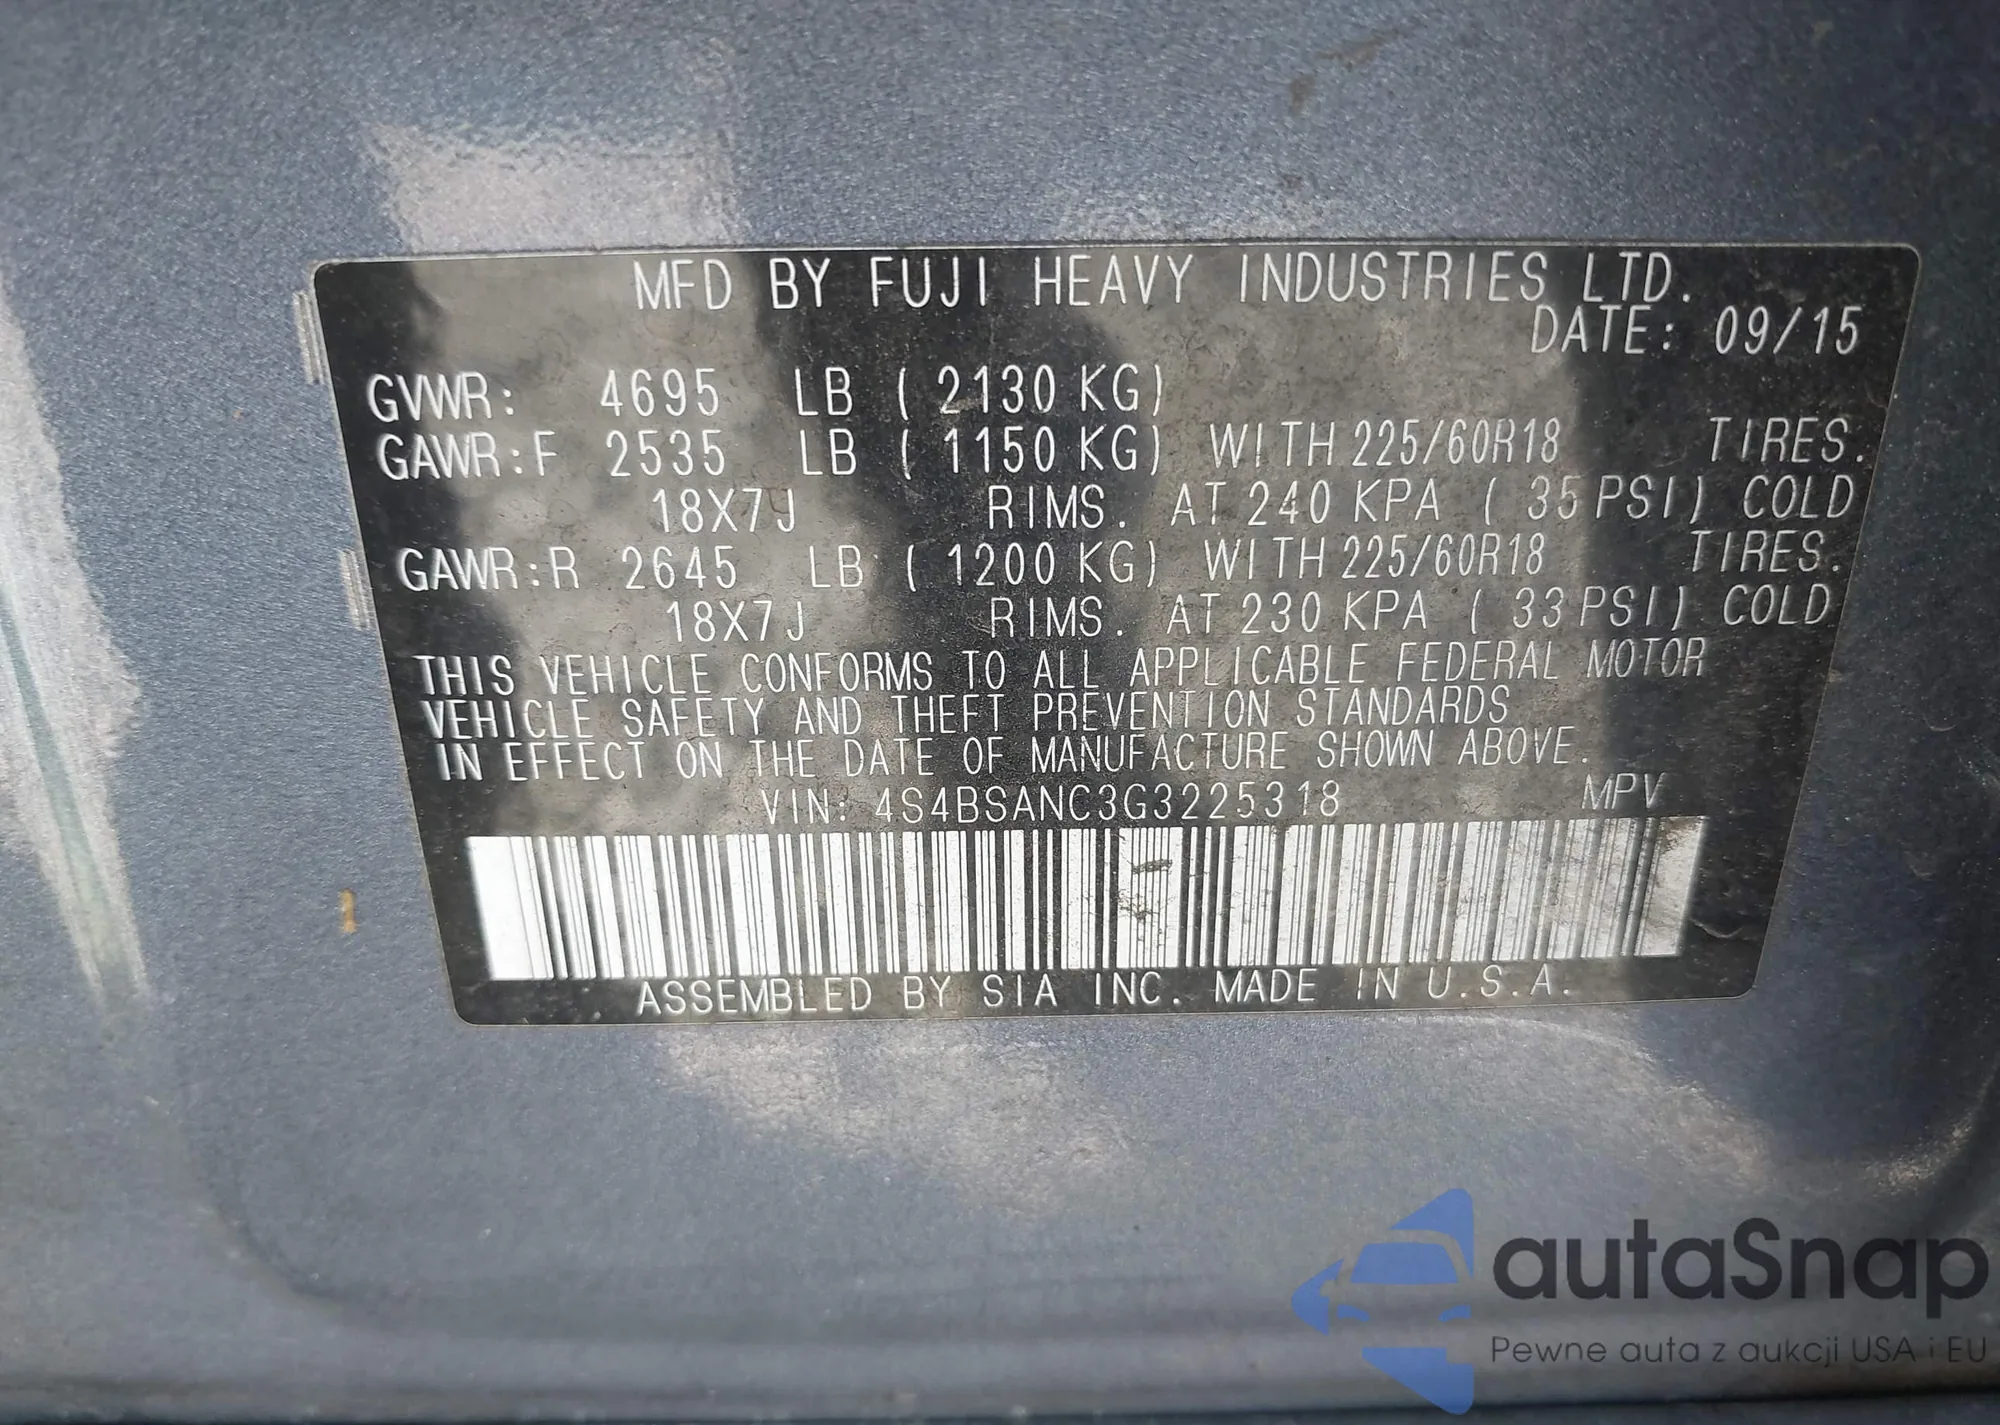 MFD BY FUJI HEAVY INDUSTRIES LTD.
DATE: 09/15
GVWR: 4695 LB ( 2130 KG)
GAWR:F 2535 LB ( 1150 KG) WITH 225/60R18 TIRES.
18X7J RIMS. AT 240 KPA ( 35 PSI) COLD
GAWR:R 2645 LB ( 1200 KG) WITH 225/60R18 TIRES.
18X7J RIMS. AT 230 KPA ( 33 PSI) COLD
THIS VEHICLE CONFORMS TO ALL APPLICABLE FEDERAL MOTOR
VEHICLE SAFETY AND THEFT PREVENTION STANDARDS
IN EFFECT ON THE DATE OF MANUFACTURE SHOWN ABOVE.
VIN: 4S4BSANC3G3225318 MPV
ASSEMBLED BY SIA INC. MADE IN U.S.A.
autaSnap
Pewne auta z aukcji USA i EU